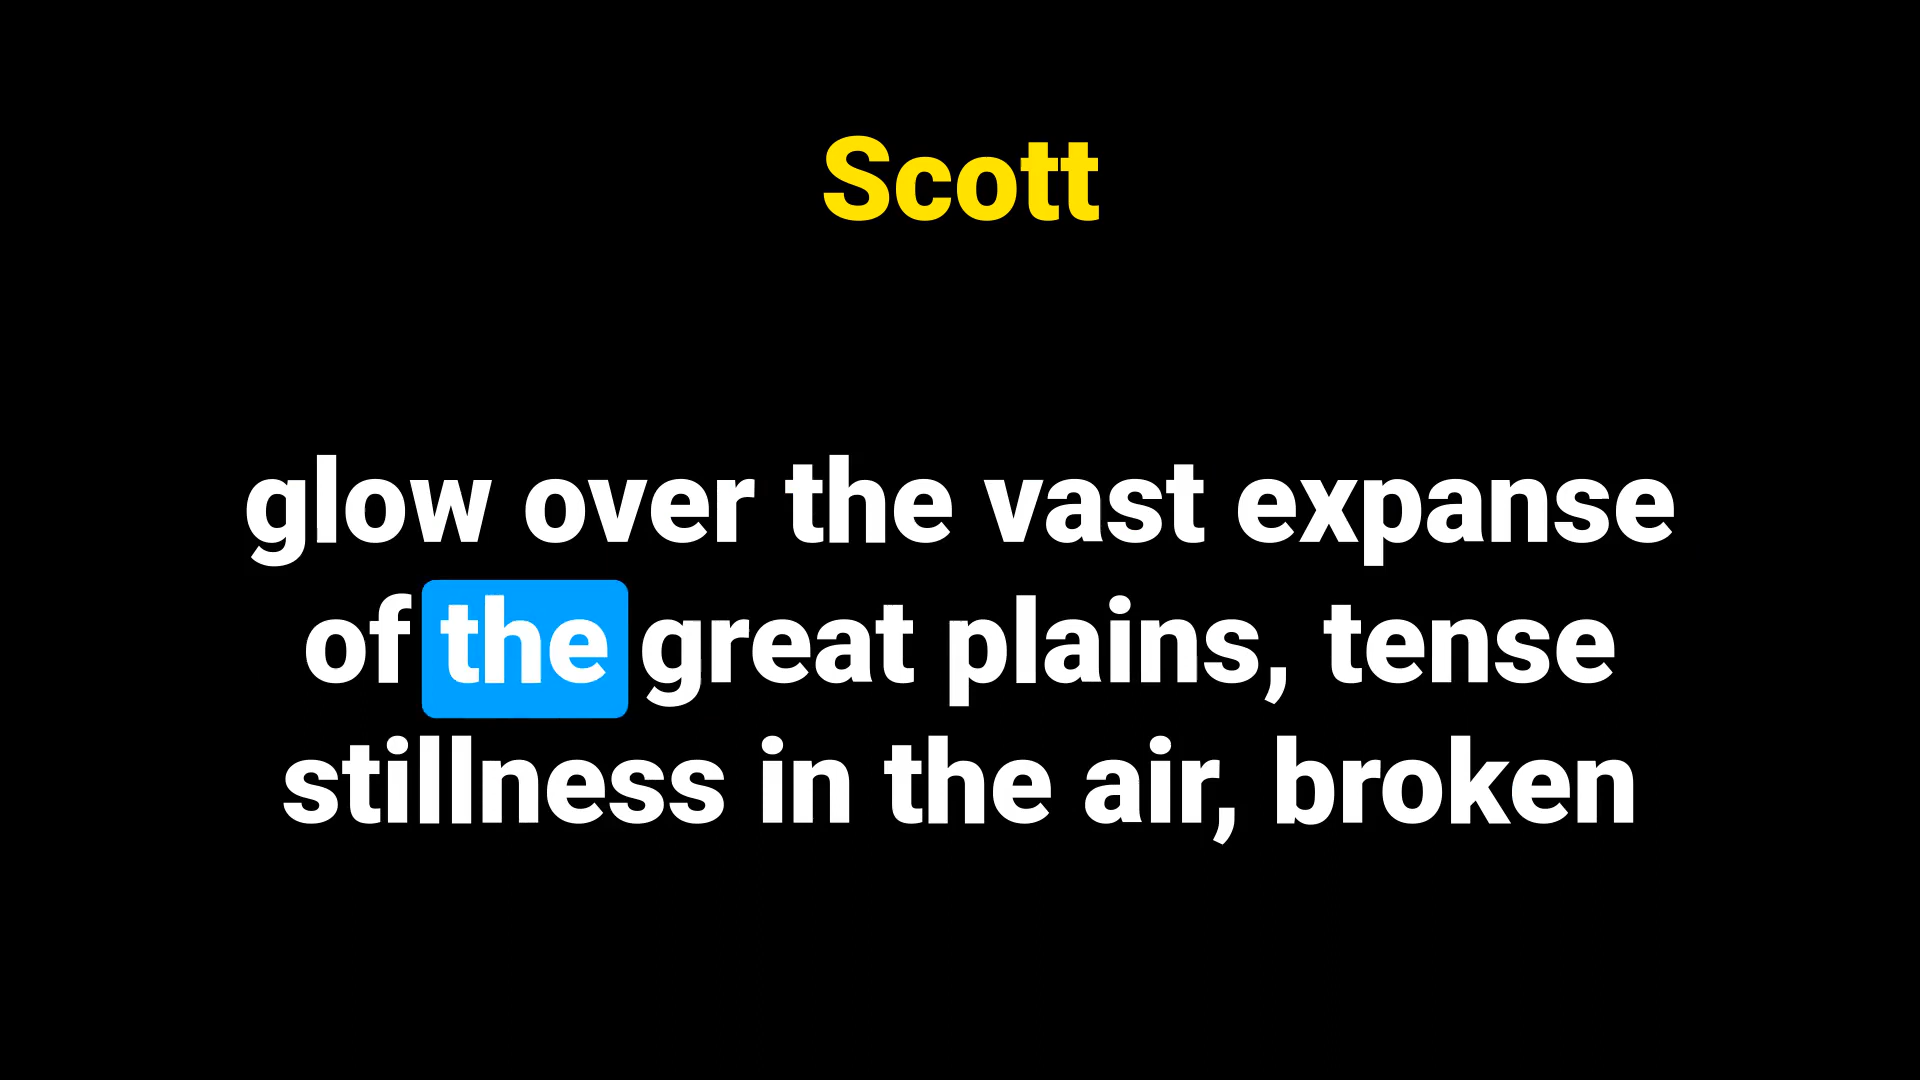 Scott
glow over the vast expanse
of the great plains, tense
stillness in the air, broken